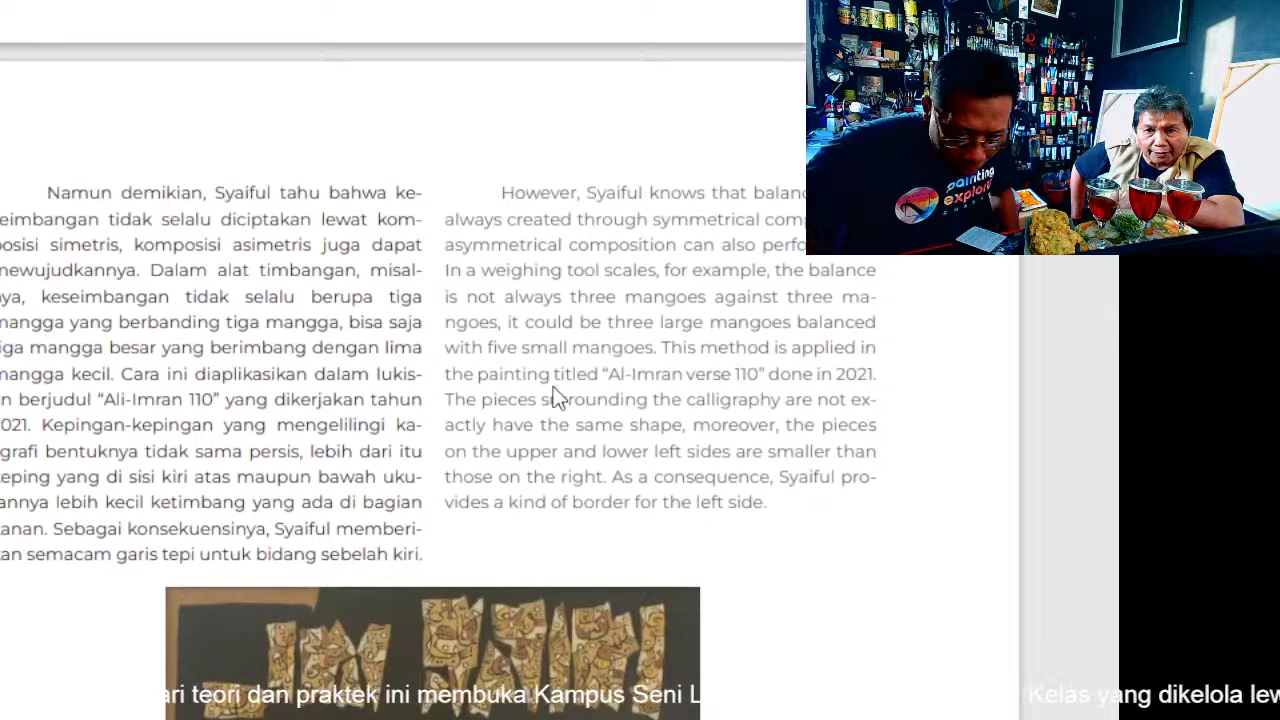 Namun demikian, Syaiful tahu bahwa ke-
eimbangan tidak selalu diciptakan lewat kom-
osisi simetris, komposisi asimetris juga dapat
newujudkannya. Dalam alat timbangan, misal-
ya, keseimbangan tidak selalu berupa tiga
mangga yang berbanding tiga mangga, bisa saja
iga mangga besar yang berimbang dengan lima
mangga kecil. Cara ini diaplikasikan dalam lukis-
n berjudul “Ali-Imran 110” yang dikerjakan tahun
021. Kepingan-kepingan yang mengelilingi ka-
grafi bentuknya tidak sama persis, lebih dari itu
eping yang di sisi kiri atas maupun bawah uku-
annya lebih kecil ketimbang yang ada di bagian
anan. Sebagai konsekuensinya, Syaiful memberi-
an semacam garis tepi untuk bidang sebelah kiri.
However, Syaiful knows that balanc
always created through symmetrical comp
asymmetrical composition can also perfo
In a weighing tool scales, for example, the balance
is not always three mangoes against three ma-
ngoes, it could be three large mangoes balanced
with five small mangoes. This method is applied in
the painting titled “Al-Imran verse 110” done in 2021.
The pieces surrounding the calligraphy are not ex-
actly have the same shape, moreover, the pieces
on the upper and lower left sides are smaller than
those on the right. As a consequence, Syaiful pro-
vides a kind of border for the left side.
painting
explor
ari teori dan praktek ini membuka Kampus Seni L
Kelas yang dikelola lew